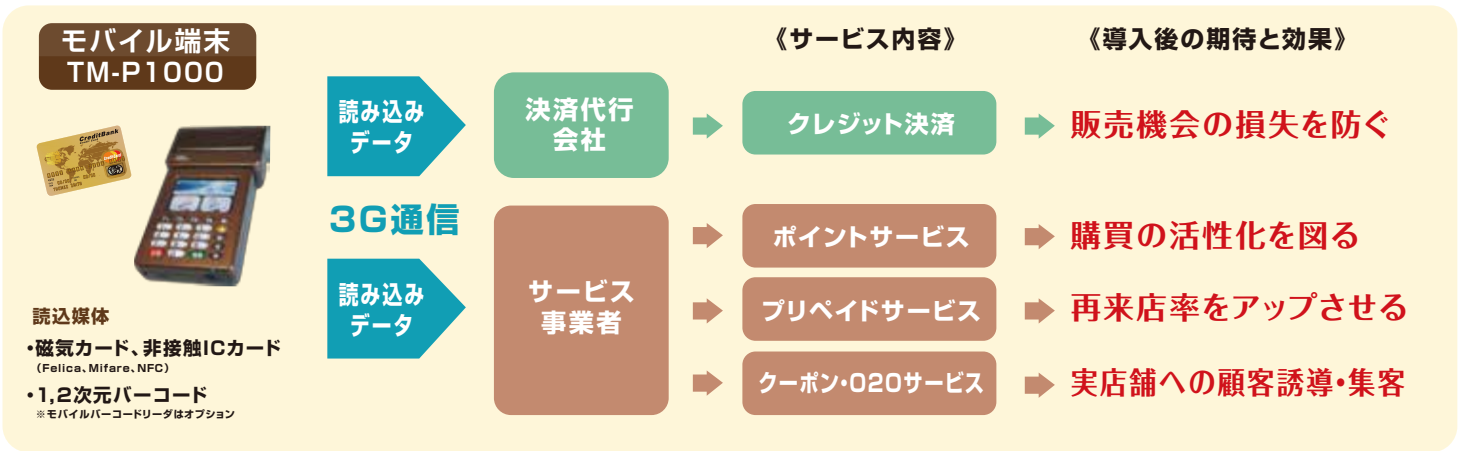 モバイル端末
TM-P1000
CreditBank
読込媒体
・磁気カード、非接触ICカード
（Felica、Mifare、NFC）
・1,2次元バーコード
※モバイルバーコードリーダはオプション
読み込み
データ
3G通信
読み込み
データ
決済代行
会社
サービス
事業者
《サービス内容》
《導入後の期待と効果》
クレジット決済
販売機会の損失を防ぐ
ポイントサービス
購買の活性化を図る
プリペイドサービス
再来店率をアップさせる
クーポン・O2Oサービス
実店舗への顧客誘導・集客